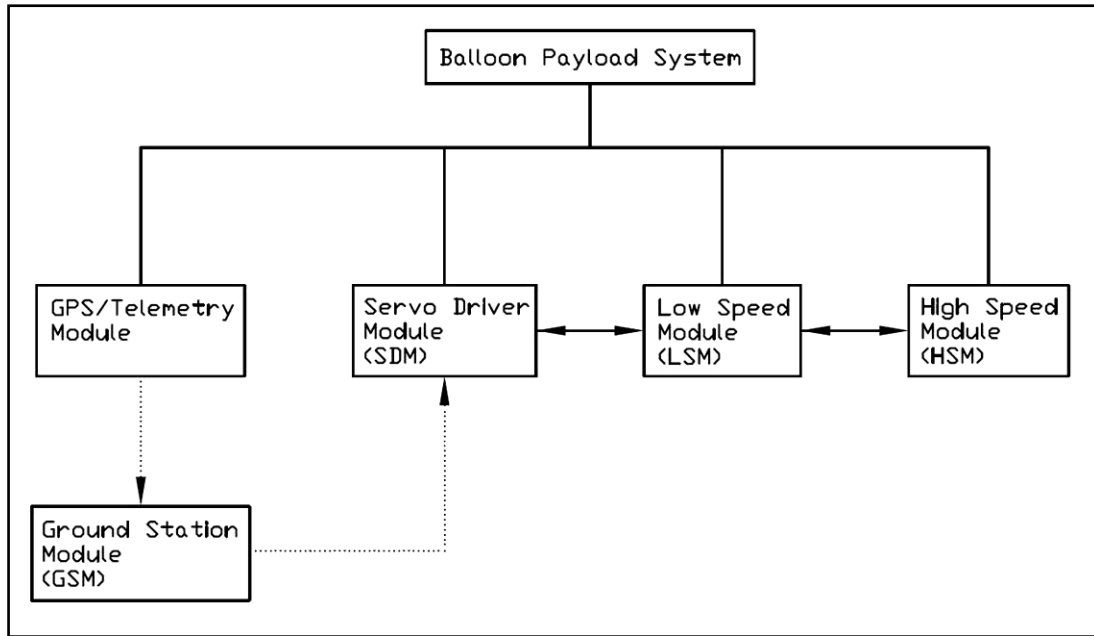 Balloon Payload System
GPS/Telemetry
Module
Servo Driver
Module
(SDM)
Low Speed
Module
(LSM)
HIgh Speed
Module
(HSM)
Ground Station
Module
(GSM)